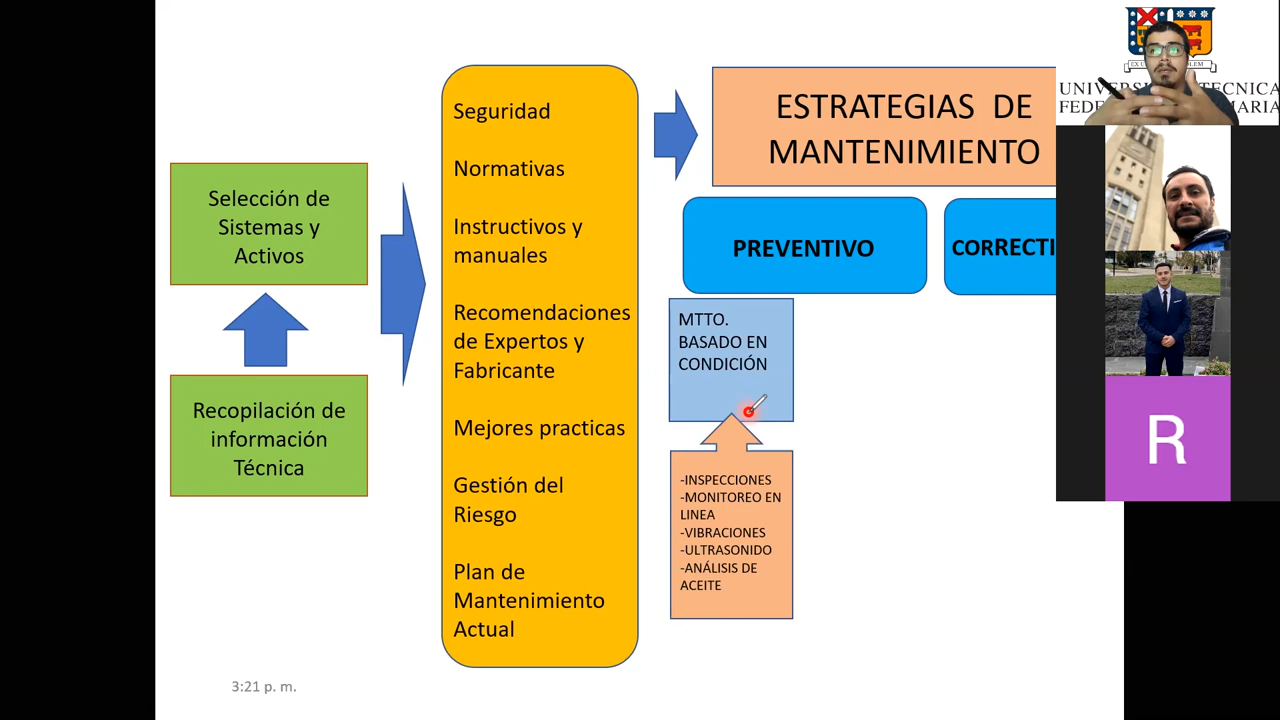 Selección de
Sistemas y
Activos
Recopilación de
información
Técnica
Seguridad
Normativas
Instructivos y
manuales
Recomendaciones
de Expertos y
Fabricante
Mejores practicas
Gestión del
Riesgo
Plan de
Mantenimiento
Actual
ESTRATEGIAS DE
MANTENIMIENTO
PREVENTIVO
CORRECTI
MTTO.
BASADO EN
CONDICIÓN
-INSPECCIONES
-MONITOREO EN
LINEA
-VIBRACIONES
-ULTRASONIDO
-ANÁLISIS DE
ACEITE
3:21 p. m.
R